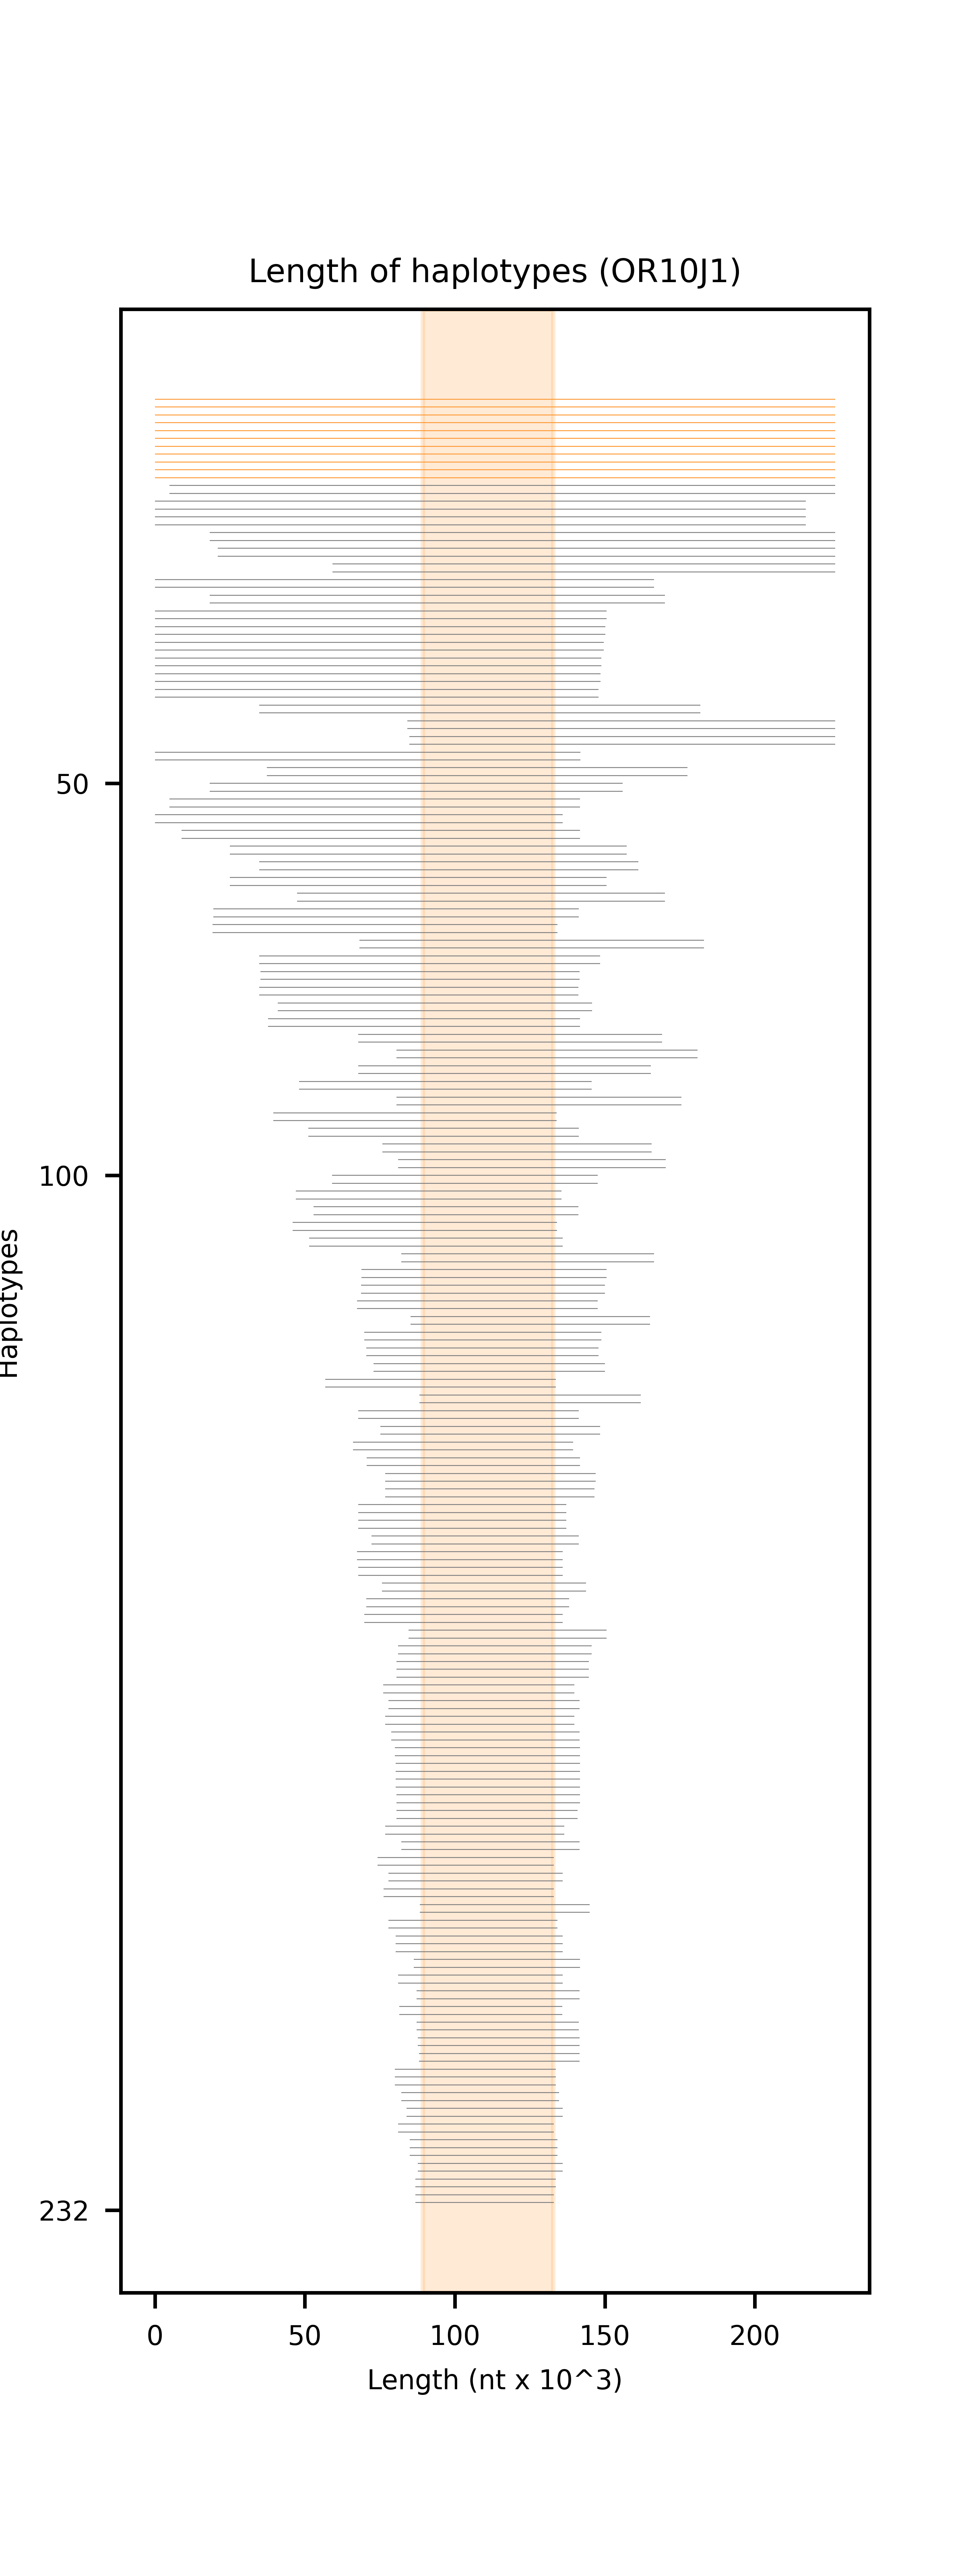 Length of haplotypes (OR10J1)
50
100
232
Haplotypes
0 50 100 150 200
Length (nt x 10^3)